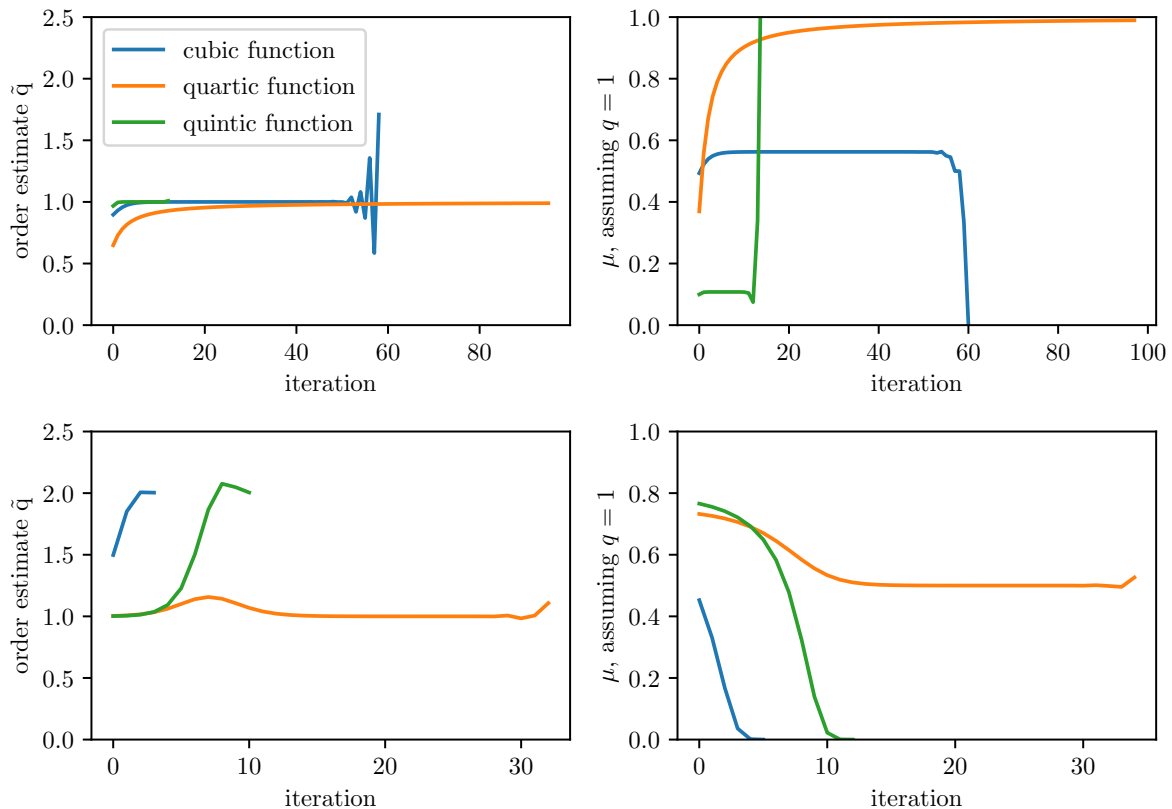 order estimate q̃
2.5
2.0
1.5
1.0
0.5
0.0
cubic function
quartic function
quintic function
0 20 40 60 80
iteration
μ, assuming q = 1
1.0
0.8
0.6
0.4
0.2
0.0
0 20 40 60 80 100
iteration
order estimate q̃
2.5
2.0
1.5
1.0
0.5
0.0
0 10 20 30
iteration
μ, assuming q = 1
1.0
0.8
0.6
0.4
0.2
0.0
0 10 20 30
iteration